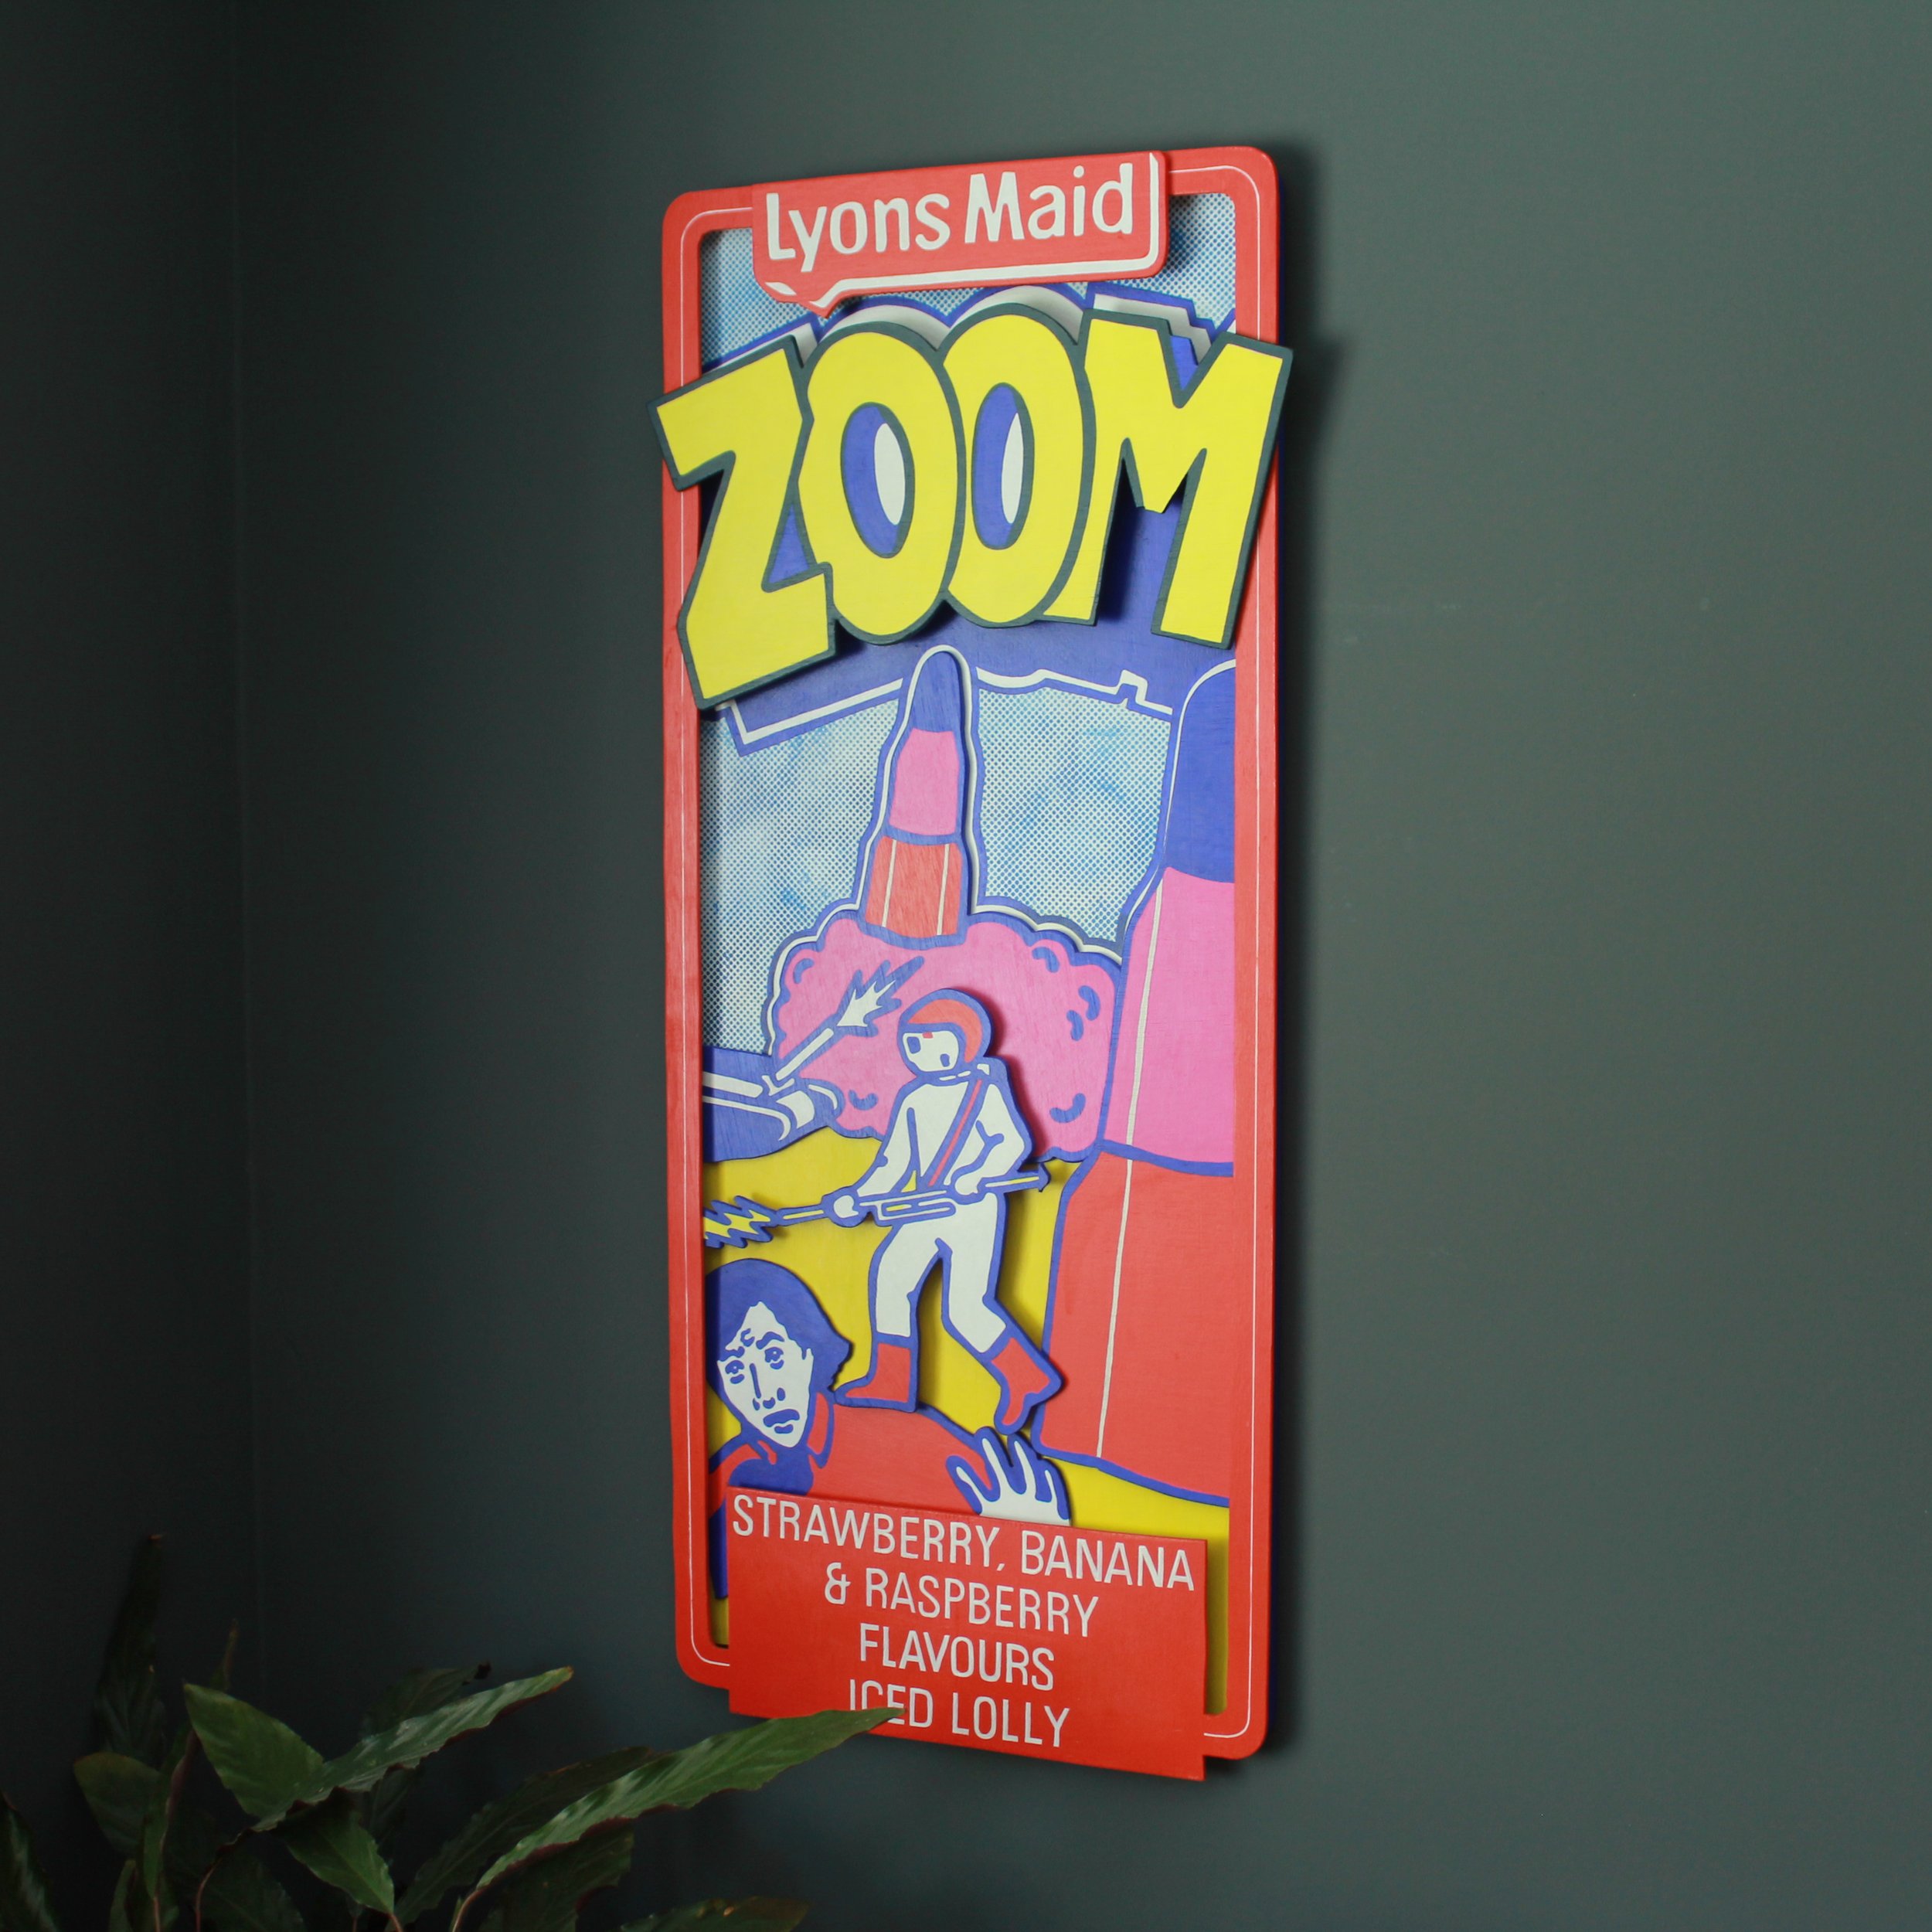 Lyons Maid
ZOOM
STRAWBERRY, BANANA
& RASPBERRY
FLAVOURS
ICED LOLLY